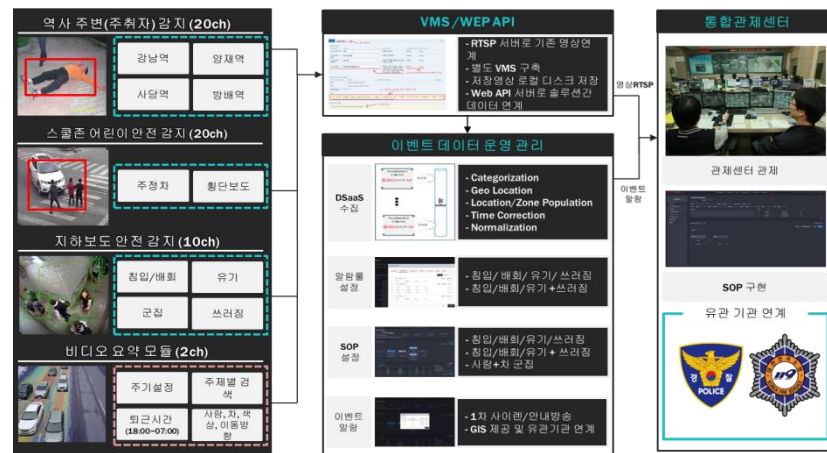 역사 주변(주취자) 감지 (20ch)
강남역
양재역
사당역
방배역
스쿨존 어린이 안전 감지 (20ch)
주정차
횡단보도
지하보도 안전 감지 (10ch)
침입/배회
유기
군집
쓰러짐
비디오 요약 모듈 (2ch)
주기설정
주제별 검
색
퇴근시간
(18:00~07:00)
사람, 차, 색
상, 이동방
향
VMS/WEP API
- RTSP 서버로 기존 영상연
계
- 별도 VMS 구축
- 저장영상 로컬 디스크 저장
- Web API 서버로 솔루션간
데이터 연계
이벤트 데이터 운영 관리
DSaaS
수집
- Categorization
- Geo Location
- Location/Zone Population
- Time Correction
- Normalization
알람룰
설정
- 침입/ 배회/ 유기/ 쓰러짐
- 침입/배회/유기 +쓰러짐
SOP
설정
- 침입/배회/유기/쓰러짐
- 침입/배회/유기 + 쓰러짐
- 사람+차 군집
이벤트
알람
- 1차 사이렌/안내방송
- GIS 제공 및 유관기관 연계
영상RTSP
이벤트
알람
통합관제센터
관제센터 관제
SOP 구현
유관 기관 연계
경찰
POLICE
119